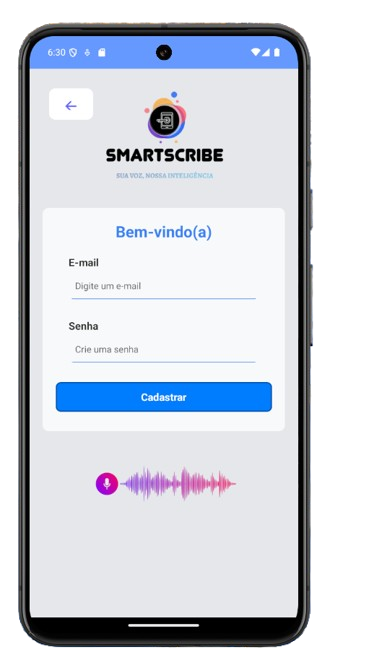 6:30
SMARTSCRIBE
SUA VOZ, NOSSA INTELIGÊNCIA
Bem-vindo(a)
E-mail
Digite um e-mail
Senha
Crie uma senha
Cadastrar